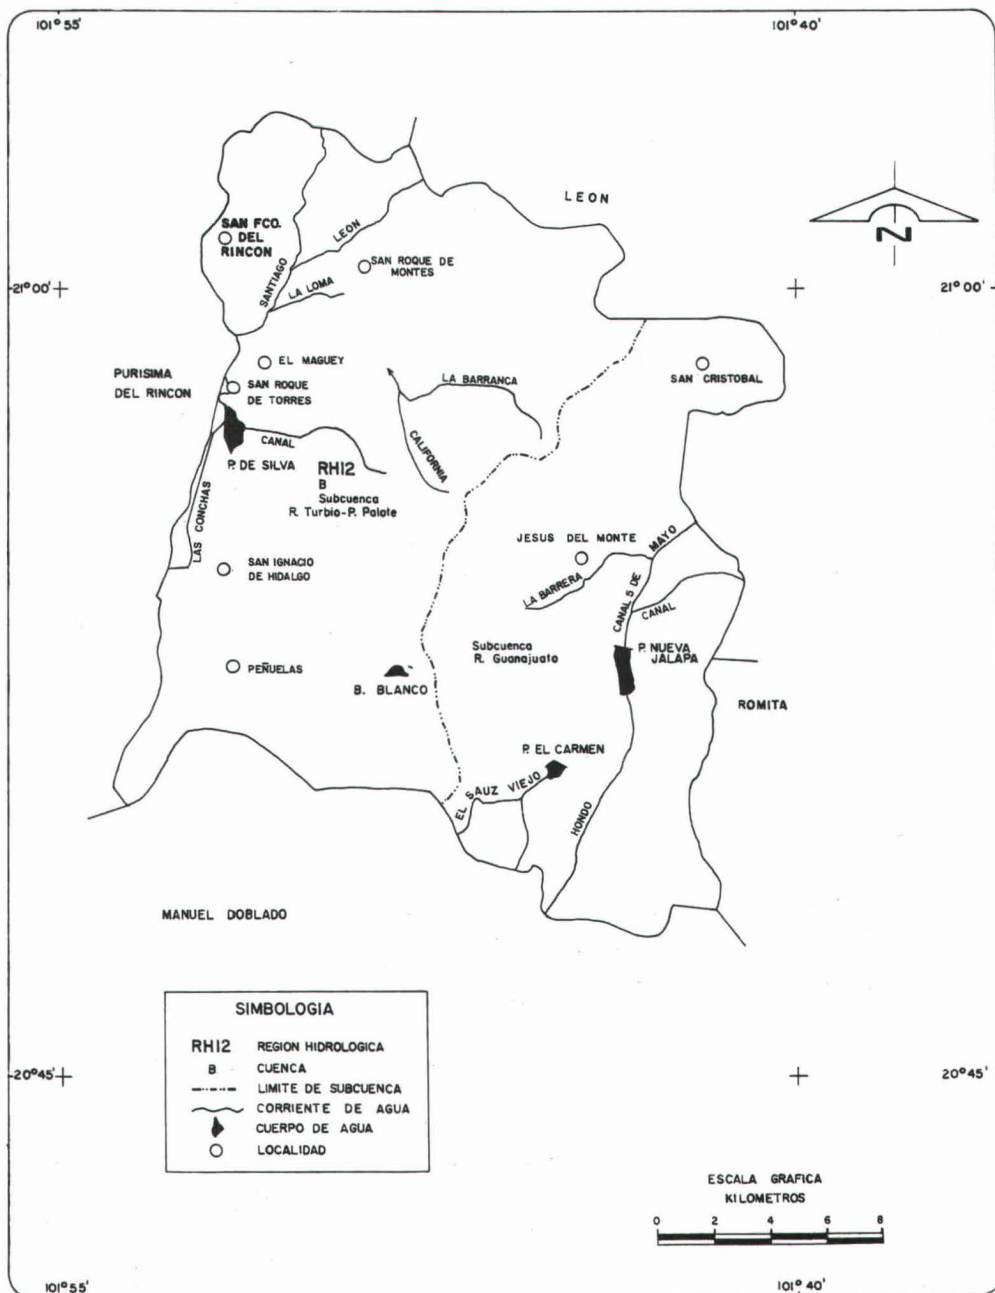 101°55'
101°40'
LEON
SAN FCO.
DEL
RINCON
LEON
SAN ROQUE DE
MONTES
SANTIAGO
LA LOMA
N
21°00'
21°00'
EL MAGUEY
PURISIMA
DEL RINCON
SAN ROQUE
DE TORRES
LA BARRANCA
SAN CRISTOBAL
CANAL
CALIFORNIA
P. DE SILVA
RH12
B
Subcuenca
R. Turbio-P. Palote
LAS CONCHAS
JESUS DEL MONTE
MAYO
SAN IGNACIO
DE HIDALGO
LA BARRERA
CANAL 5 DE
CANAL
Subcuenca
R. Guanajuato
P. NUEVA
JALAPA
PEÑUELAS
B. BLANCO
ROMITA
P. EL CARMEN
EL SAUZ VIEJO
HONDO
MANUEL DOBLADO
SIMBOLOGIA
RH12 REGION HIDROLOGICA
B CUENCA
LIMITE DE SUBCUENCA
CORRIENTE DE AGUA
CUERPO DE AGUA
LOCALIDAD
20°45'
20°45'
ESCALA GRAFICA
KILOMETROS
0 2 4 6 8
101°55'
101°40'